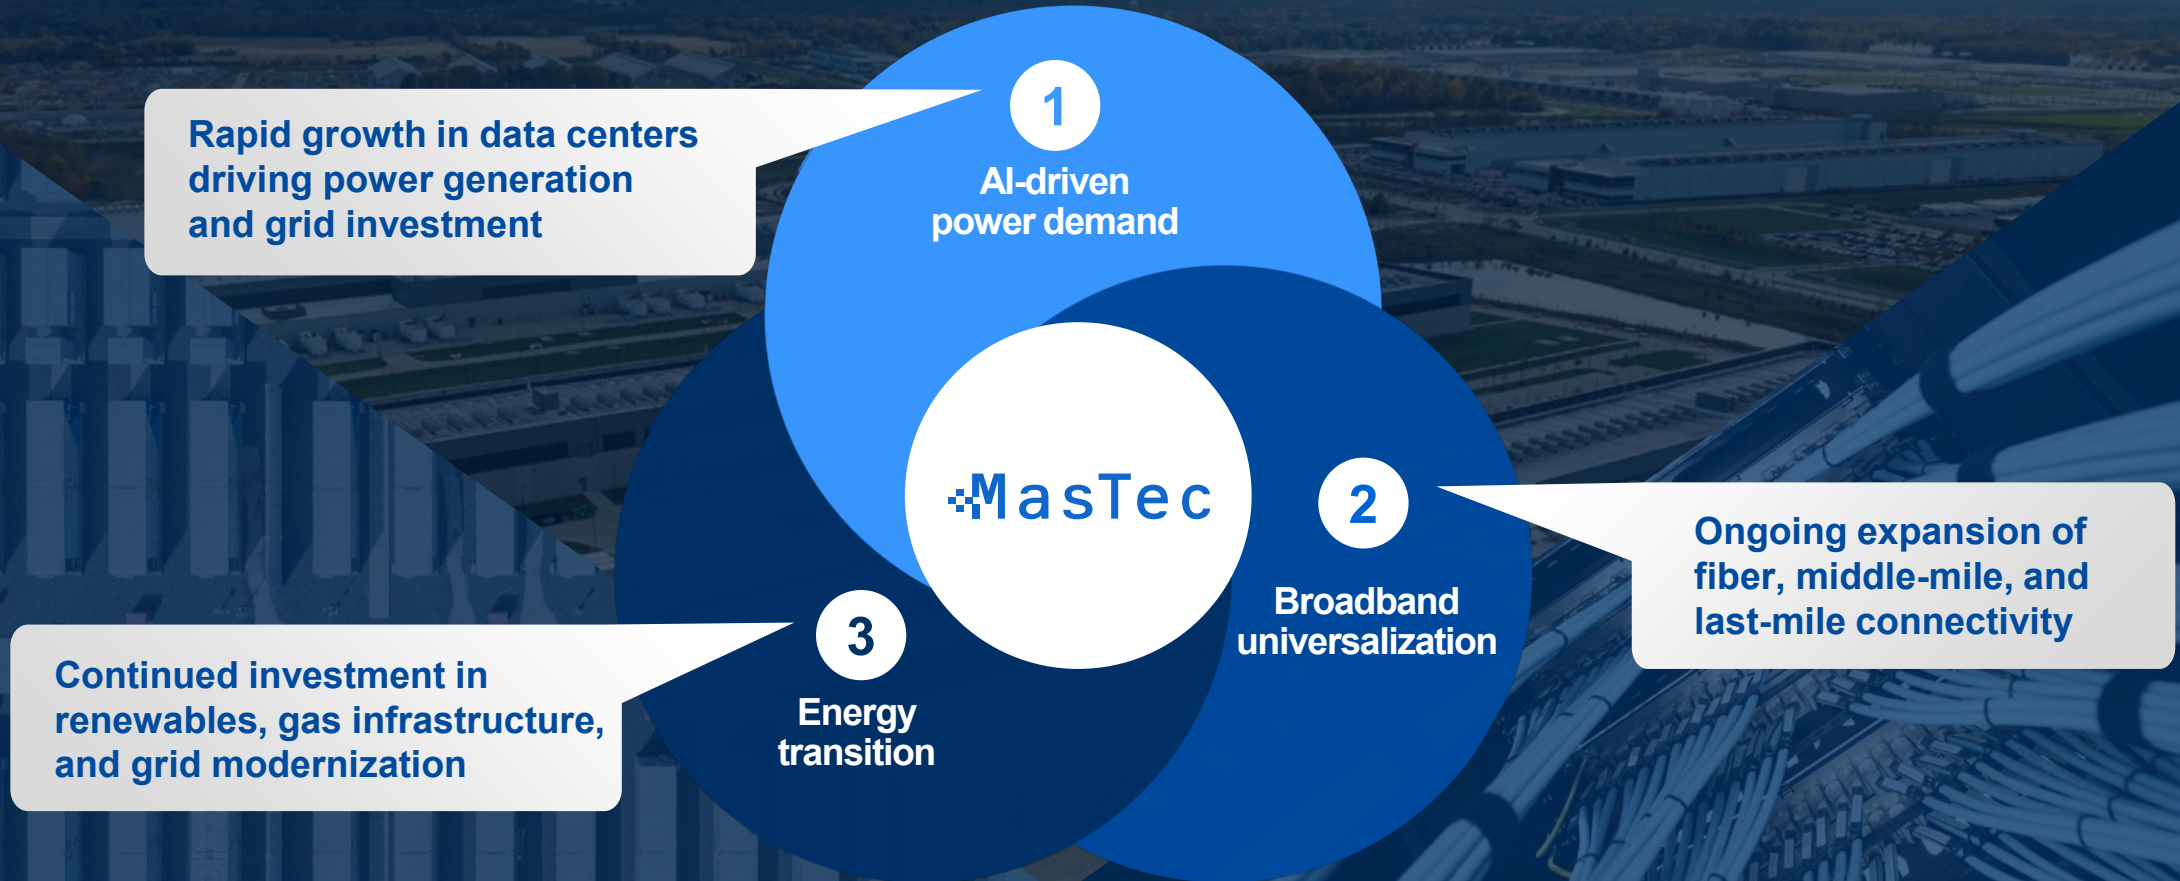 1
AI-driven
power demand
Rapid growth in data centers
driving power generation
and grid investment
MasTec
2
Broadband
universalization
Ongoing expansion of
fiber, middle-mile, and
last-mile connectivity
3
Energy
transition
Continued investment in
renewables, gas infrastructure,
and grid modernization